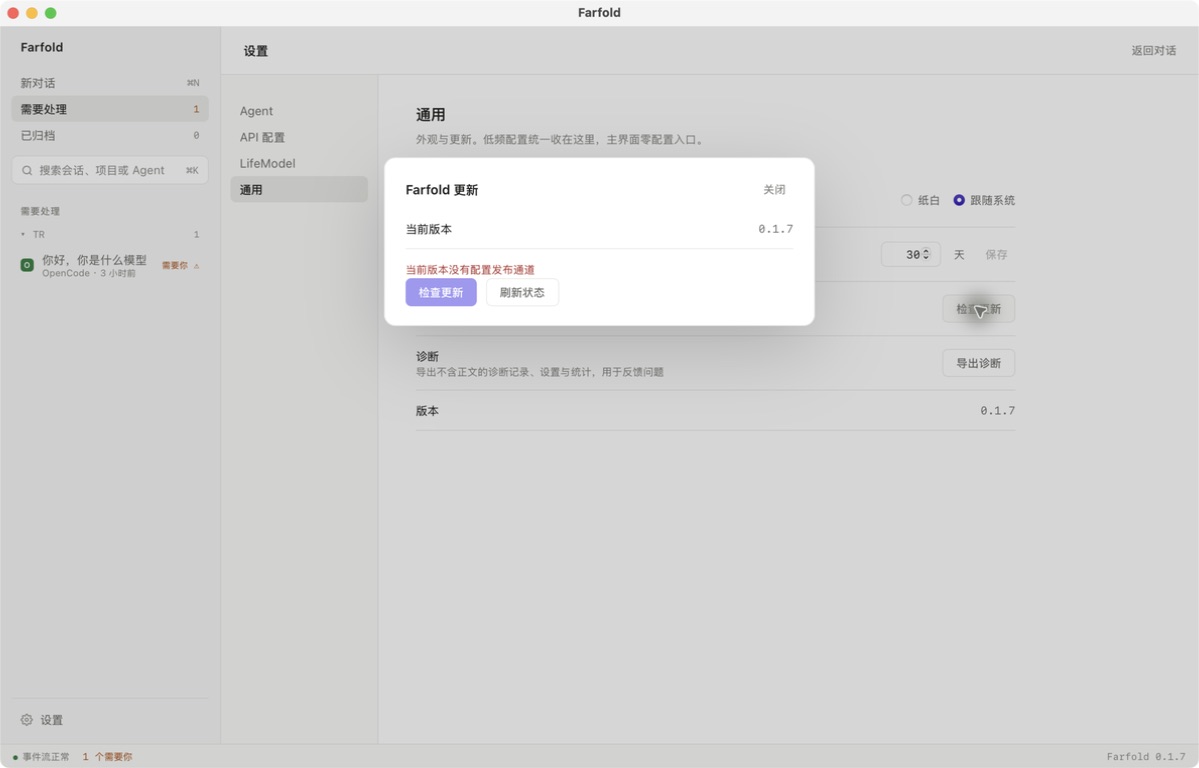 Farfold
Farfold
新对话 ⌘N
需要处理 1
已归档 0
搜索会话、项目或 Agent ⌘K
需要处理
• TR 1
你好，你是什么模型
OpenCode · 3 小时前
需要你 ⚠
设置
返回对话
Agent
API 配置
LifeModel
通用
通用
外观与更新。低频配置统一收在这里，主界面零配置入口。
纸白 跟随系统
30 天 保存
检查更新
诊断
导出不含正文的诊断记录、设置与统计，用于反馈问题
导出诊断
版本 0.1.7
Farfold 更新 关闭
当前版本 0.1.7
当前版本没有配置发布通道
检查更新 刷新状态
设置
事件流正常 1 个需要你
Farfold 0.1.7